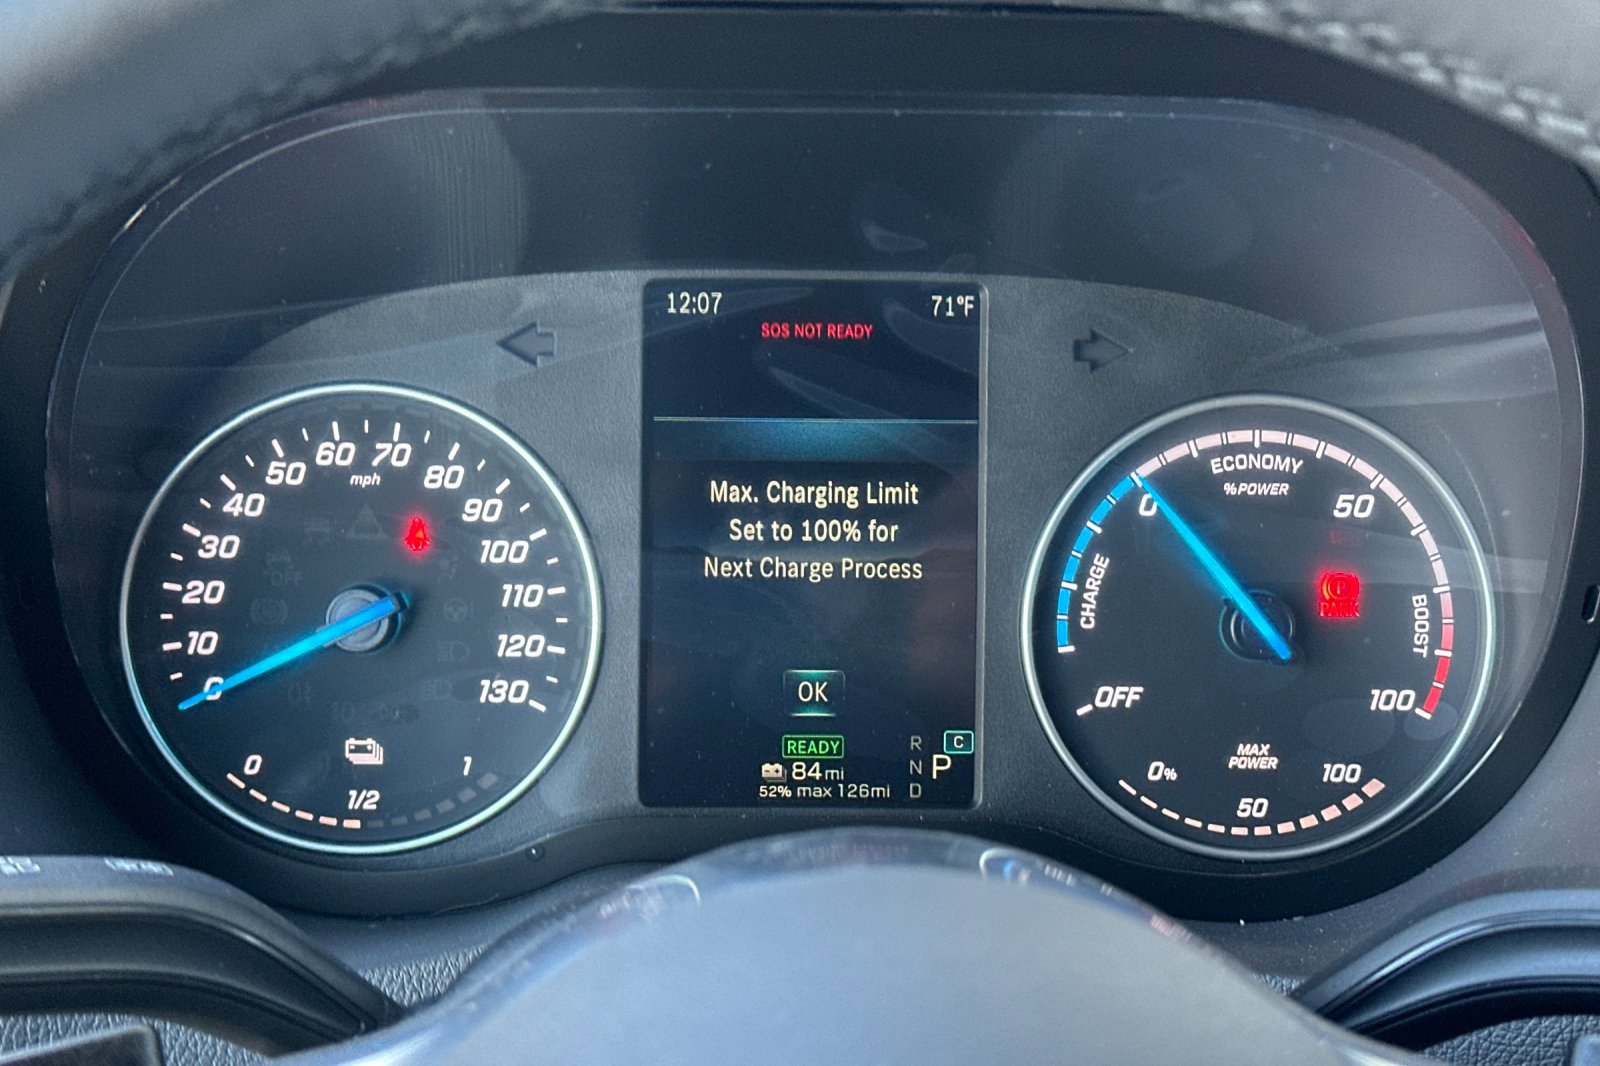 12:07
71°F
SOS NOT READY
Max. Charging Limit
Set to 100% for
Next Charge Process
OK
READY
84 mi
52% max 126mi
R
N
D
P
C
0
10
20
30
40
50
60
70
80
90
100
110
120
130
mph
0
1/2
1
ECONOMY
% POWER
0
50
100
CHARGE
BOOST
OFF
PARK
MAX
POWER
0%
50
100